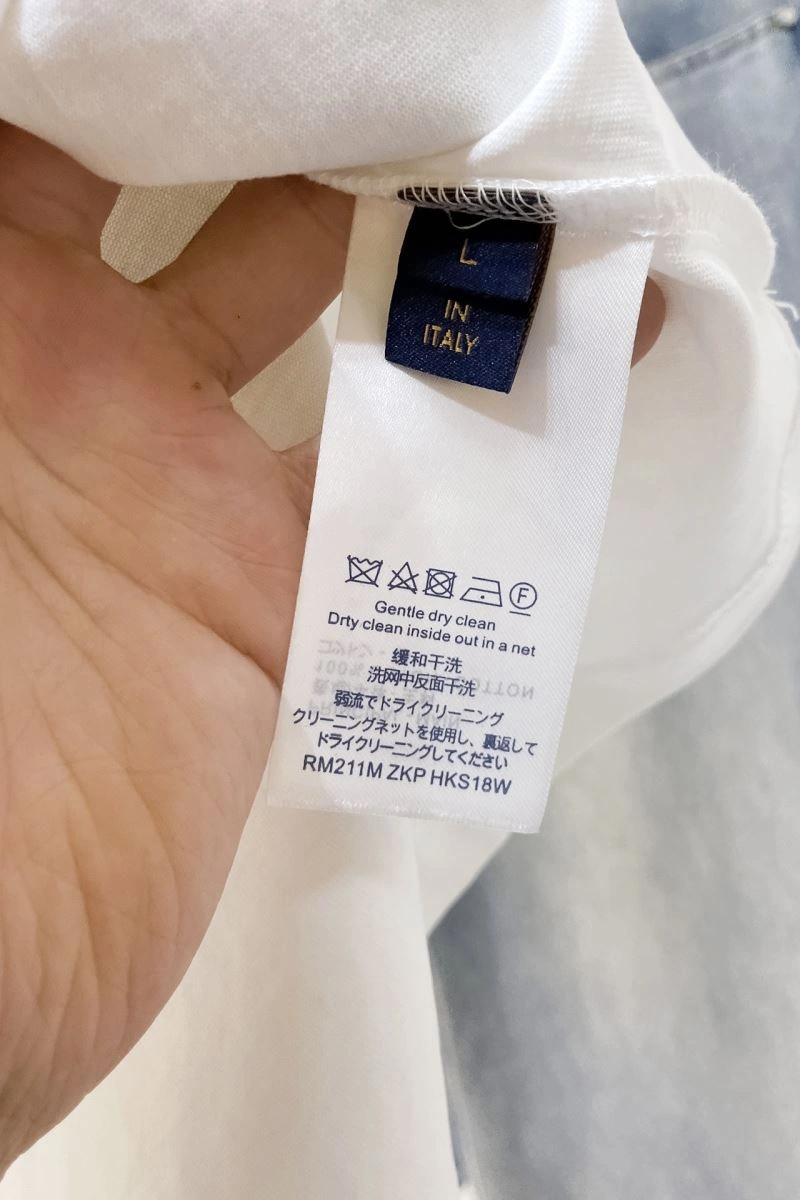 L
IN
ITALY
F
Gentle dry clean
Drty clean inside out in a net
缓和干洗
洗网中反面干洗
弱流でドライクリーニング
クリーニングネットを使用し、裏返して
ドライクリーニングしてください
RM211M ZKP HKS18W
100%
COTTON